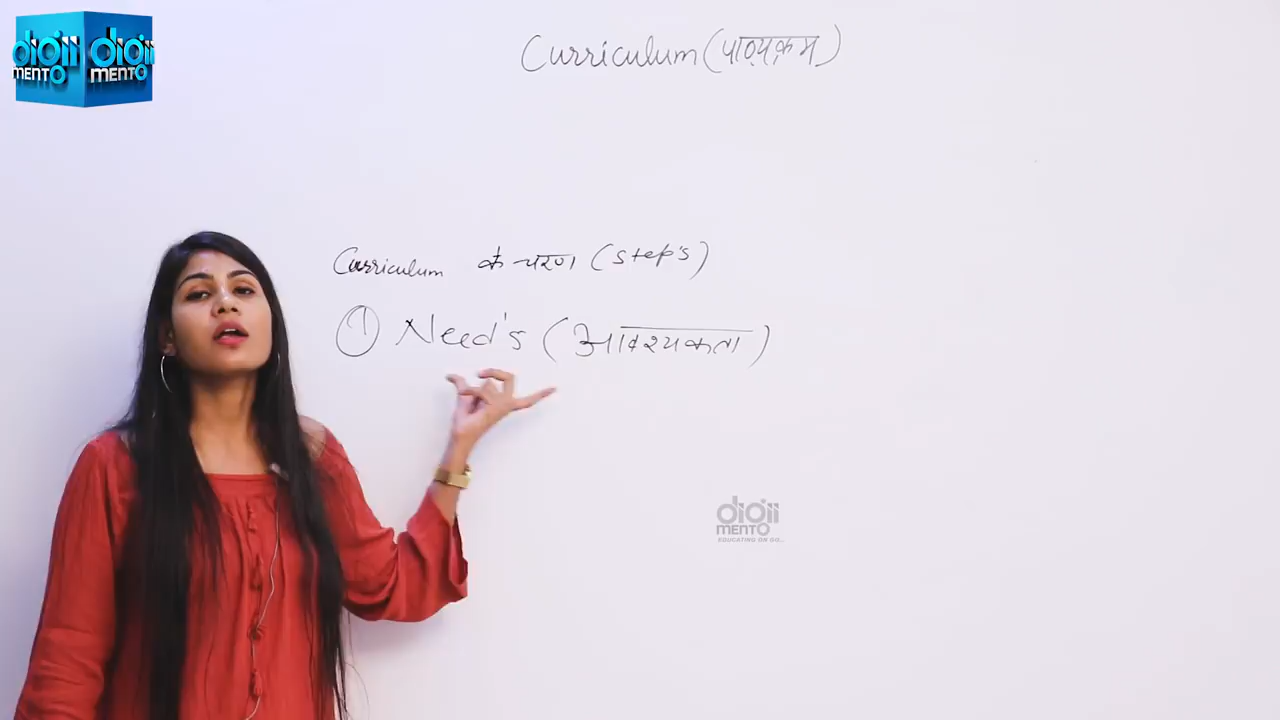 digii
MENTO
digii
MENTO
Curriculum (पाठ्यक्रम)
Curriculum के चरण (step's)
① Need's (आवश्यकता)
digii
MENTO
EDUCATING ON GO...